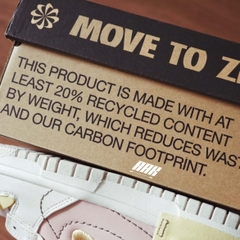 MOVE TO
THIS PRODUCT IS MADE WITH AT
LEAST 20% RECYCLED CONTENT
BY WEIGHT, WHICH REDUCES WAST
AND OUR CARBON FOOTPRINT.